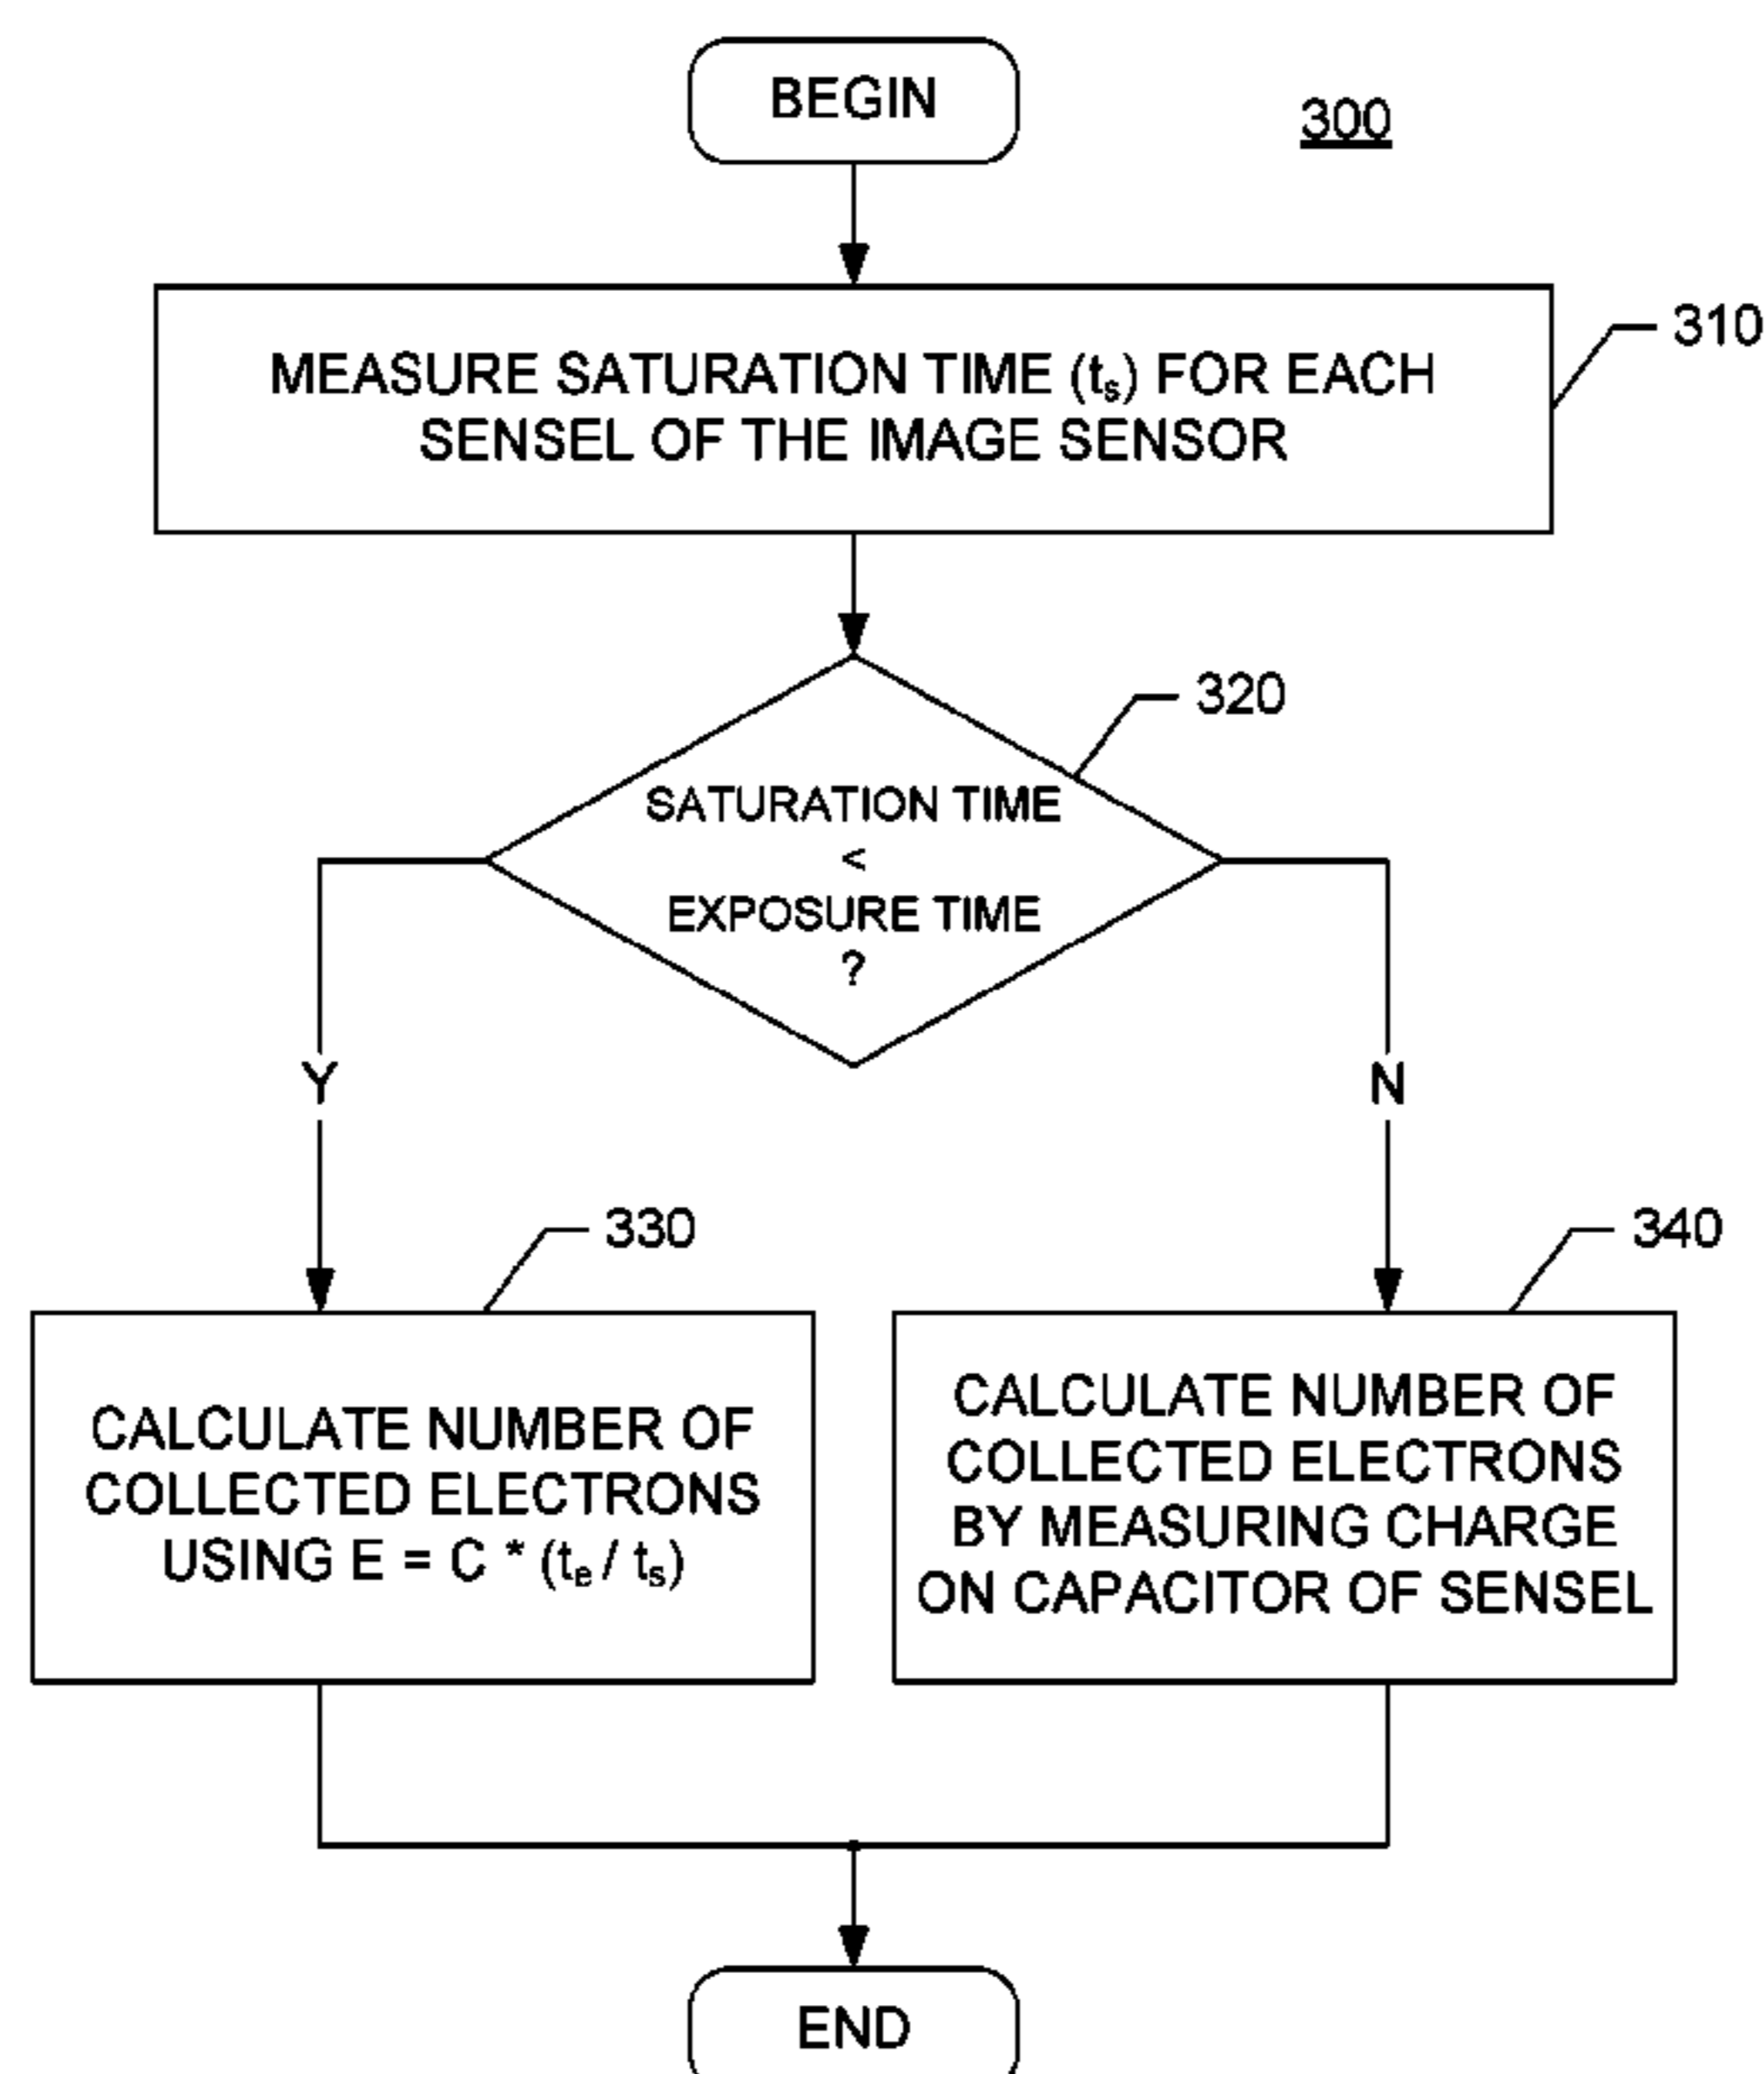 BEGIN
300
MEASURE SATURATION TIME (ts) FOR EACH
SENSEL OF THE IMAGE SENSOR
310
SATURATION TIME
<
EXPOSURE TIME
?
320
Y
N
330
CALCULATE NUMBER OF
COLLECTED ELECTRONS
USING E = C * (te / ts)
340
CALCULATE NUMBER OF
COLLECTED ELECTRONS
BY MEASURING CHARGE
ON CAPACITOR OF SENSEL
END